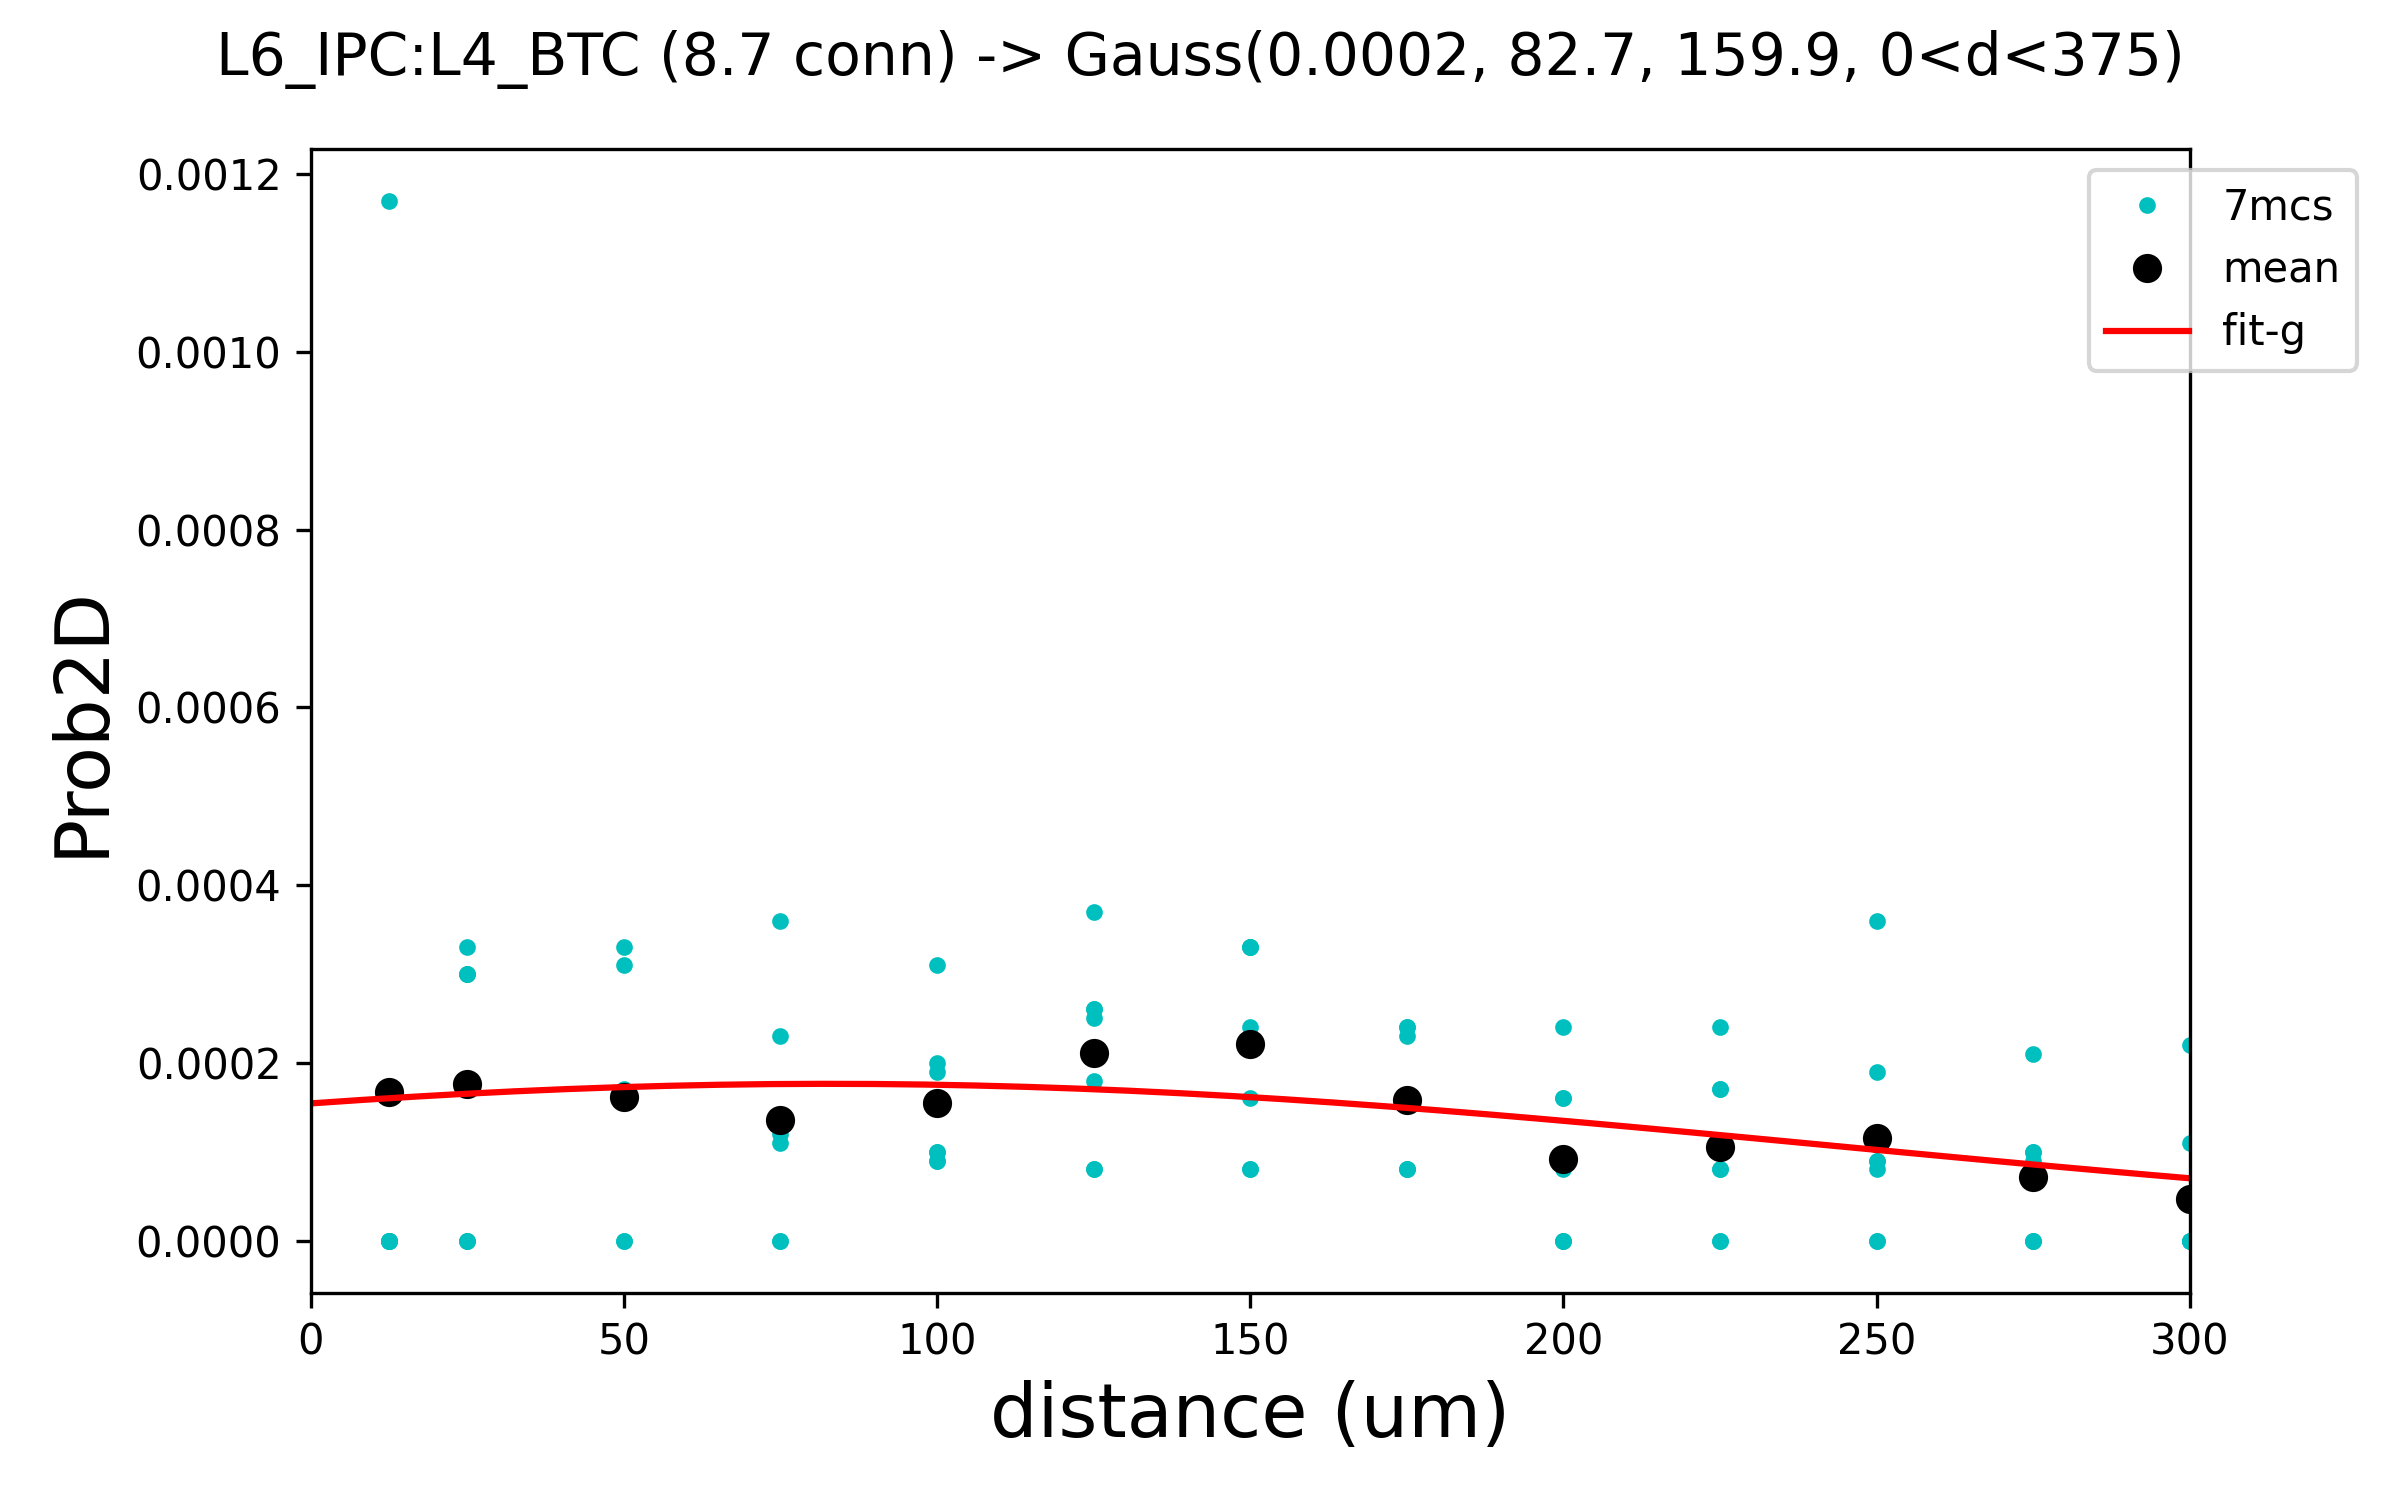 L6_IPC:L4_BTC (8.7 conn) -> Gauss(0.0002, 82.7, 159.9, 0<d<375)
0.0012
0.0010
0.0008
0.0006
0.0004
0.0002
0.0000
Prob2D
7mcs
mean
fit-g
0 50 100 150 200 250 300
distance (um)